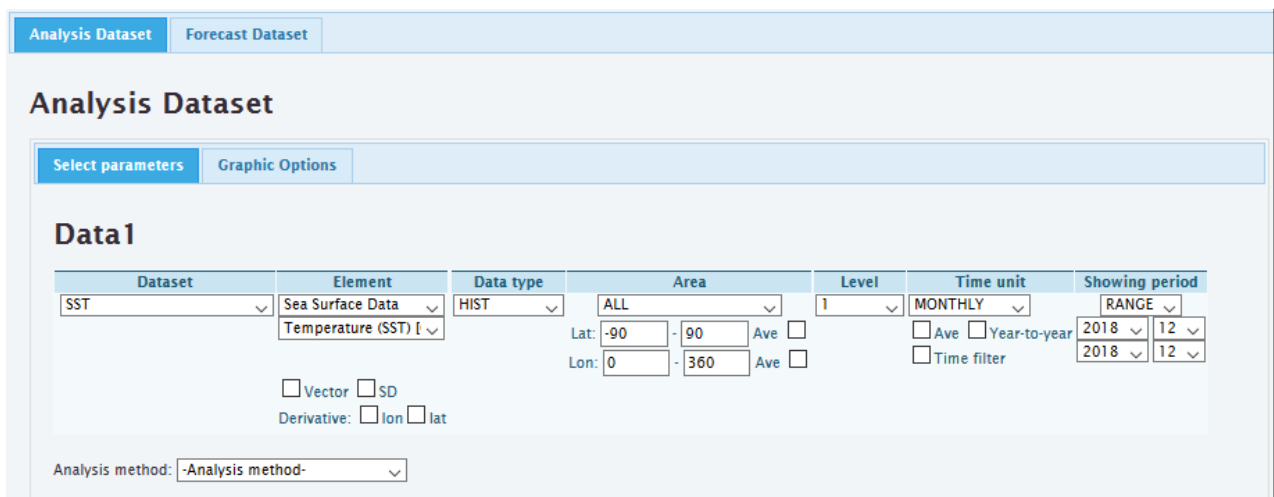 Analysis Dataset Forecast Dataset
Analysis Dataset
Select parameters Graphic Options
Data1
Dataset Element Data type Area Level Time unit Showing period
SST Sea Surface Data HIST ALL 1 MONTHLY RANGE
Temperature (SST) [ Lat: -90 - 90 Ave Ave Year-to-year 2018 12
Lon: 0 - 360 Ave Time filter 2018 12
Vector SD
Derivative: lon lat
Analysis method: -Analysis method-